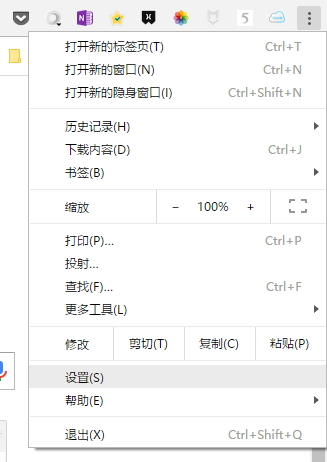 5
打开新的标签页(T) Ctrl+T
打开新的窗口(N) Ctrl+N
打开新的隐身窗口(I) Ctrl+Shift+N
历史记录(H)
下载内容(D) Ctrl+J
书签(B)
缩放 − 100% +
打印(P)... Ctrl+P
投射...
查找(F)... Ctrl+F
更多工具(L)
修改 剪切(T) 复制(C) 粘贴(P)
设置(S)
帮助(E)
退出(X) Ctrl+Shift+Q